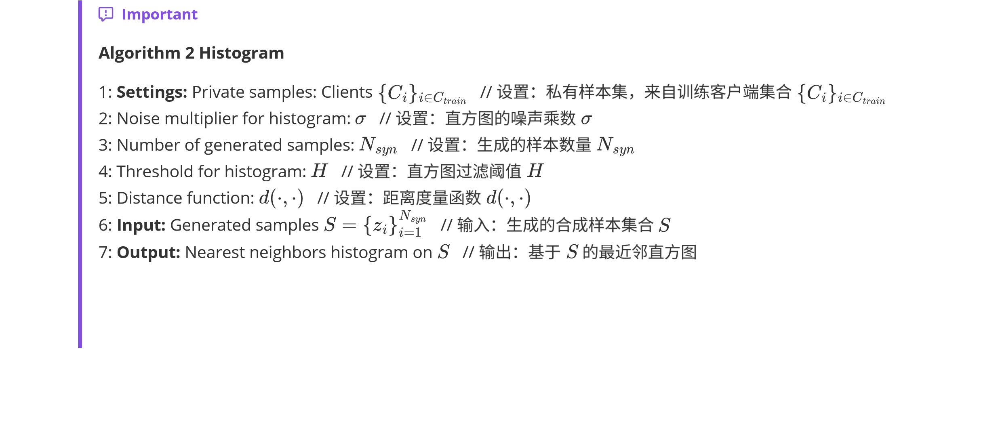 Important
Algorithm 2 Histogram
1: Settings: Private samples: Clients $\{C_i\}_{i \in C_{train}}$ // 设置：私有样本集，来自训练客户端集合 $\{C_i\}_{i \in C_{train}}$
2: Noise multiplier for histogram: $\sigma$ // 设置：直方图的噪声乘数 $\sigma$
3: Number of generated samples: $N_{syn}$ // 设置：生成的样本数量 $N_{syn}$
4: Threshold for histogram: $H$ // 设置：直方图过滤阈值 $H$
5: Distance function: $d(\cdot, \cdot)$ // 设置：距离度量函数 $d(\cdot, \cdot)$
6: Input: Generated samples $S = \{z_i\}_{i=1}^{N_{syn}}$ // 输入：生成的合成样本集合 $S$
7: Output: Nearest neighbors histogram on $S$ // 输出：基于 $S$ 的最近邻直方图